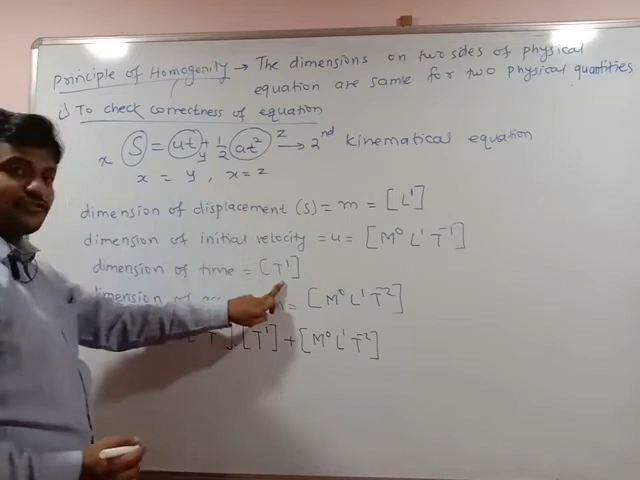 Principle of Homogenity → The dimensions on two sides of physical
equation are same for two physical quantities
i) To check correctness of equation
x S = ut + y 1/2 at² z → 2nd kinematical equation
x = y , x = z
dimension of displacement (S) = m = [L¹]
dimension of initial velocity = u = [M⁰ L¹ T⁻¹]
dimension of time = [T¹]
dimension of = [M⁰ L¹ T⁻²]
[T¹] + [M⁰ L¹ T⁻²]